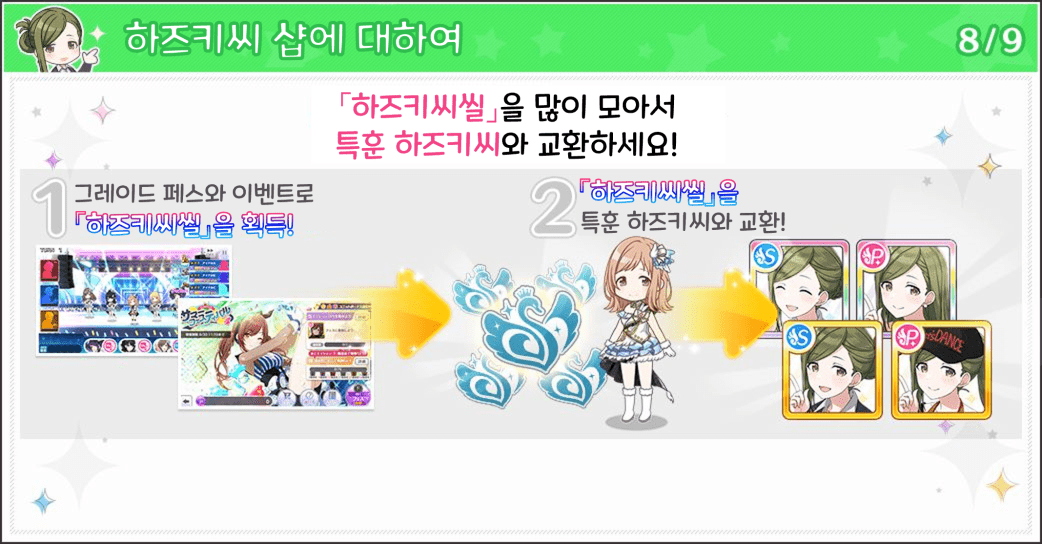 하즈키씨 샵에 대하여
8/9
「하즈키씨씰」을 많이 모아서
특훈 하즈키씨와 교환하세요!
1 그레이드 페스와 이벤트로
「하즈키씨씰」을 획득!
2 「하즈키씨씰」을
특훈 하즈키씨와 교환!
S
P
S
P
DANCE